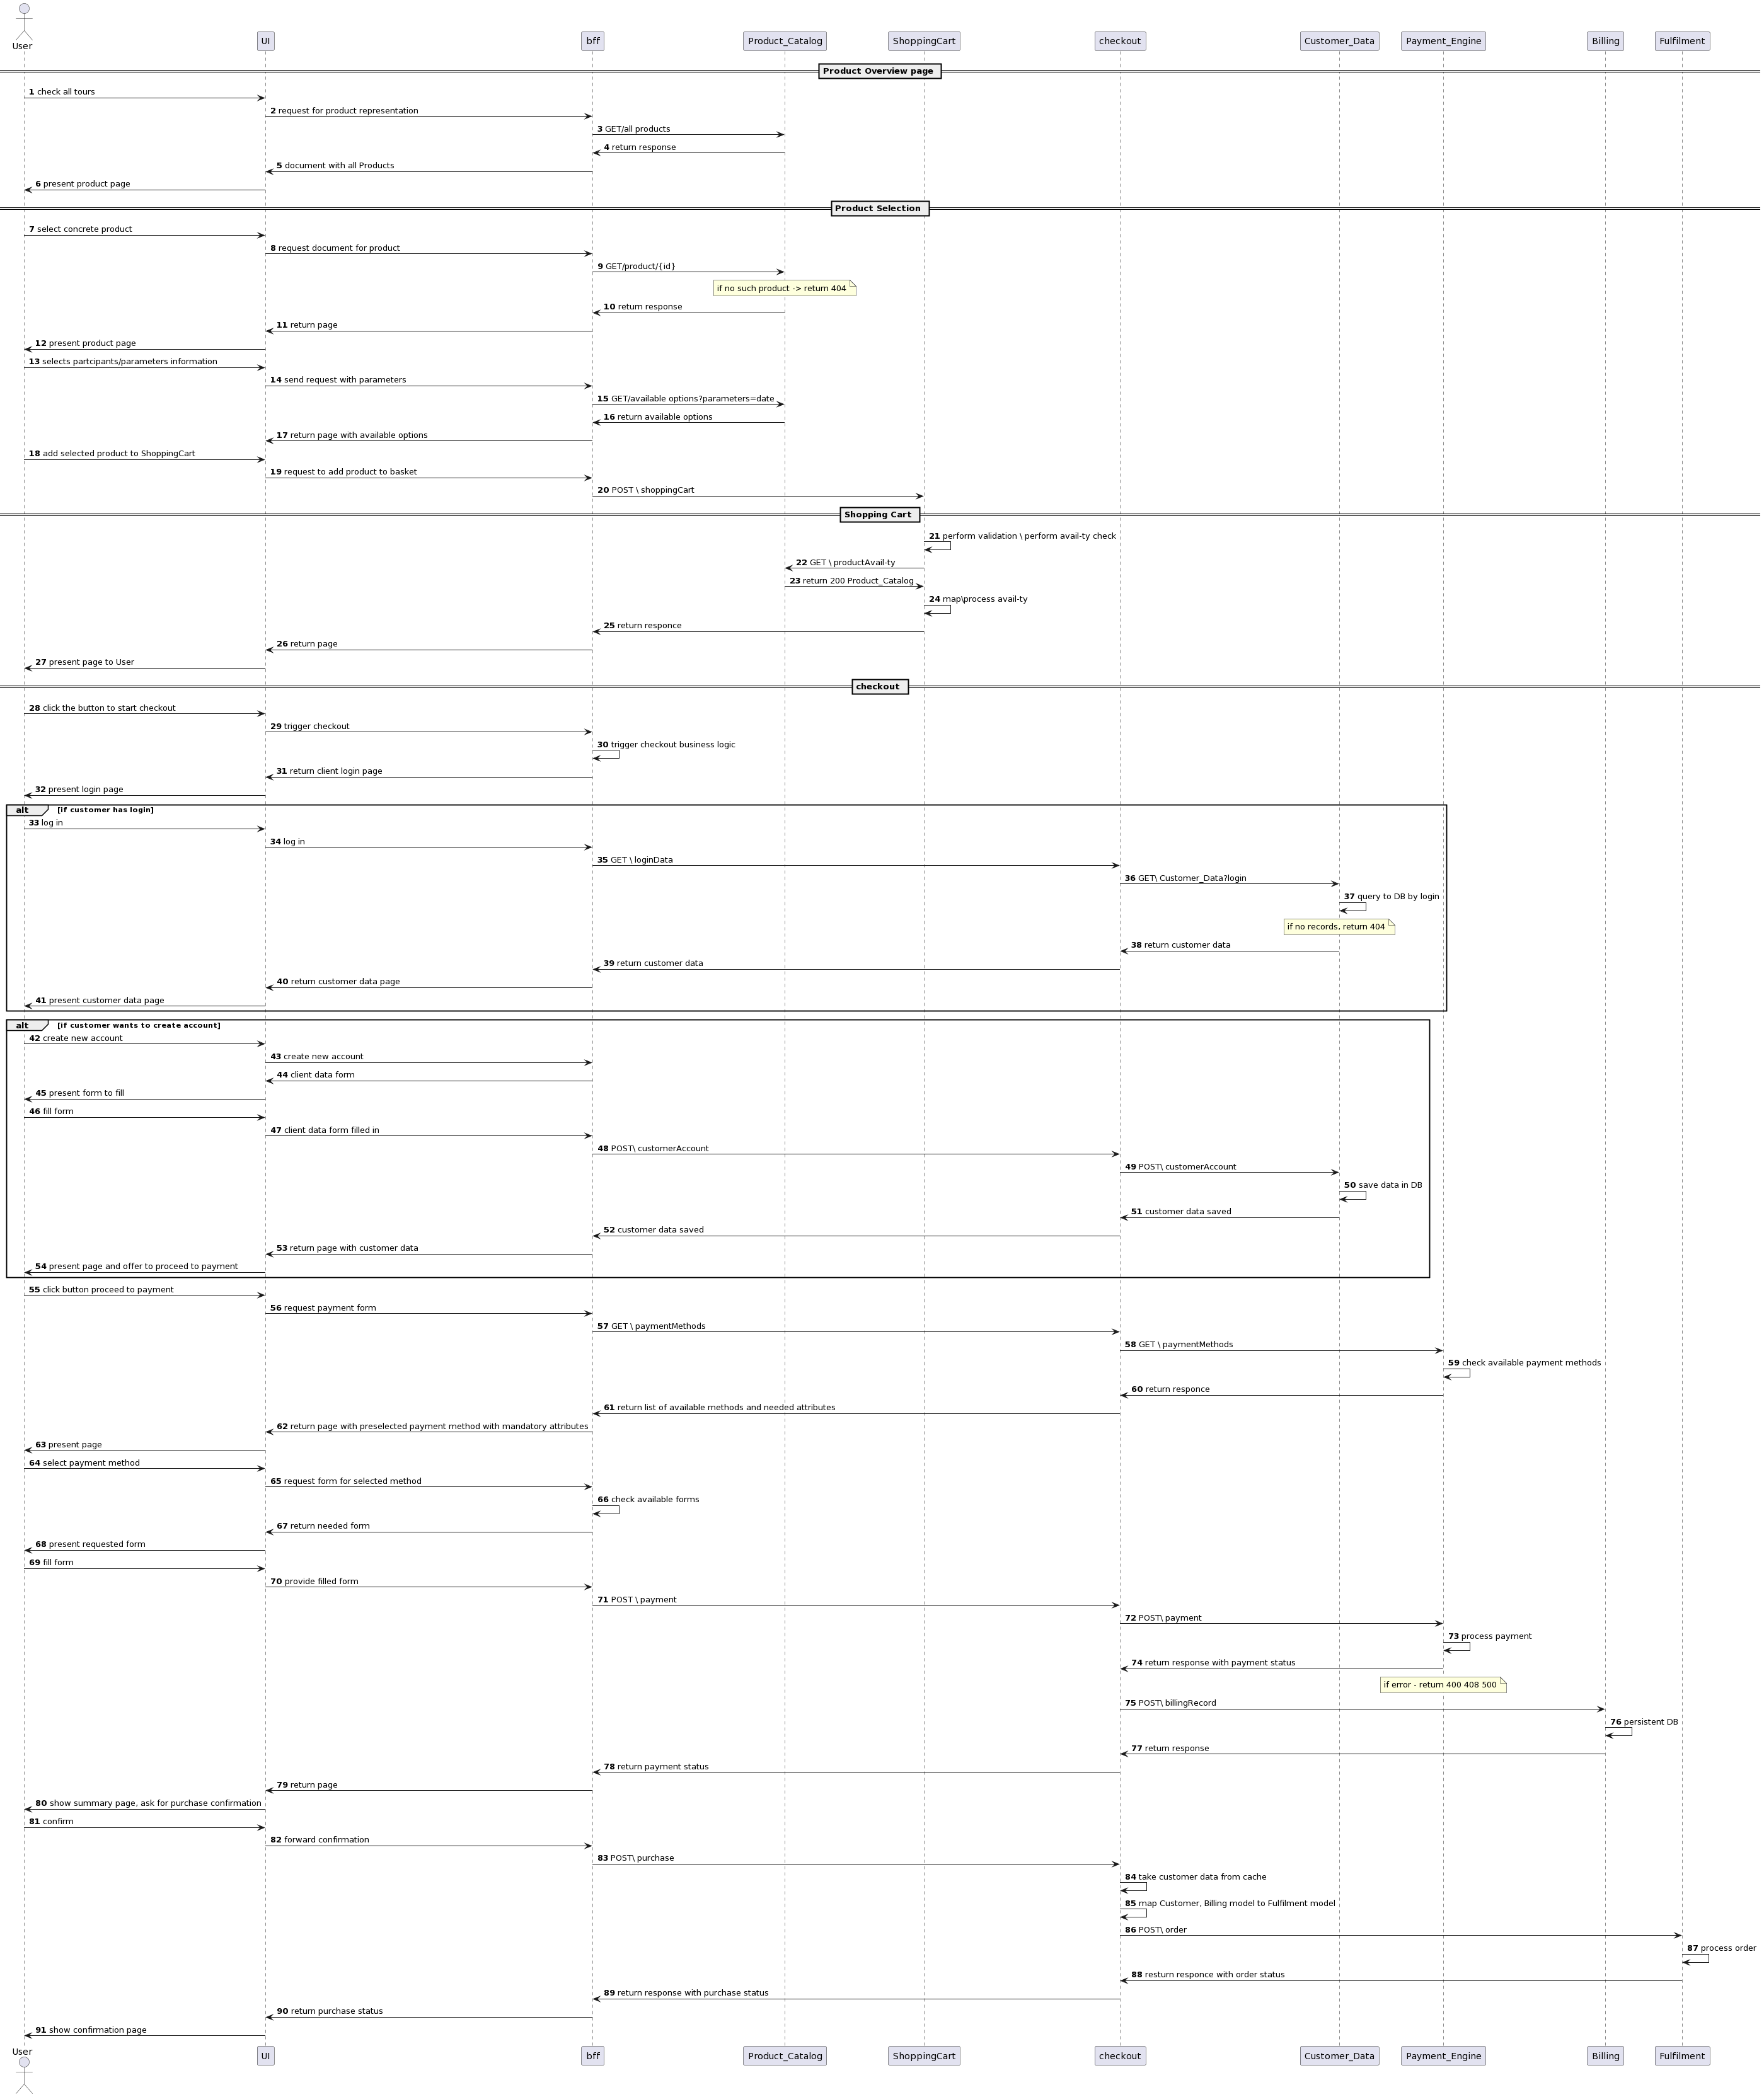 User
UI
bff
Product_Catalog
ShoppingCart
checkout
Customer_Data
Payment_Engine
Billing
Fulfilment
Product Overview page
1 check all tours
2 request for product representation
3 GET/all products
4 return response
5 document with all Products
6 present product page
Product Selection
7 select concrete product
8 request document for product
9 GET/product/{id}
if no such product -> return 404
10 return response
11 return page
12 present product page
13 selects partcipants/parameters information
14 send request with parameters
15 GET/available options?parameters=date
16 return available options
17 return page with available options
18 add selected product to ShoppingCart
19 request to add product to basket
20 POST \ shoppingCart
Shopping Cart
21 perform validation \ perform avail-ty check
22 GET \ productAvail-ty
23 return 200 Product_Catalog
24 map\process avail-ty
25 return responce
26 return page
27 present page to User
checkout
28 click the button to start checkout
29 trigger checkout
30 trigger checkout business logic
31 return client login page
32 present login page
alt [if customer has login]
33 log in
34 log in
35 GET \ loginData
36 GET\ Customer_Data?login
37 query to DB by login
if no records, return 404
38 return customer data
39 return customer data
40 return customer data page
41 present customer data page
alt [if customer wants to create account]
42 create new account
43 create new account
44 client data form
45 present form to fill
46 fill form
47 client data form filled in
48 POST\ customerAccount
49 POST\ customerAccount
50 save data in DB
51 customer data saved
52 customer data saved
53 return page with customer data
54 present page and offer to proceed to payment
55 click button proceed to payment
56 request payment form
57 GET \ paymentMethods
58 GET \ paymentMethods
59 check available payment methods
60 return responce
61 return list of available methods and needed attributes
62 return page with preselected payment method with mandatory attributes
63 present page
64 select payment method
65 request form for selected method
66 check available forms
67 return needed form
68 present requested form
69 fill form
70 provide filled form
71 POST \ payment
72 POST\ payment
73 process payment
74 return response with payment status
if error - return 400 408 500
75 POST\ billingRecord
76 persistent DB
77 return response
78 return payment status
79 return page
80 show summary page, ask for purchase confirmation
81 confirm
82 forward confirmation
83 POST\ purchase
84 take customer data from cache
85 map Customer, Billing model to Fulfilment model
86 POST\ order
87 process order
88 resturn responce with order status
89 return response with purchase status
90 return purchase status
91 show confirmation page
User
UI
bff
Product_Catalog
ShoppingCart
checkout
Customer_Data
Payment_Engine
Billing
Fulfilment